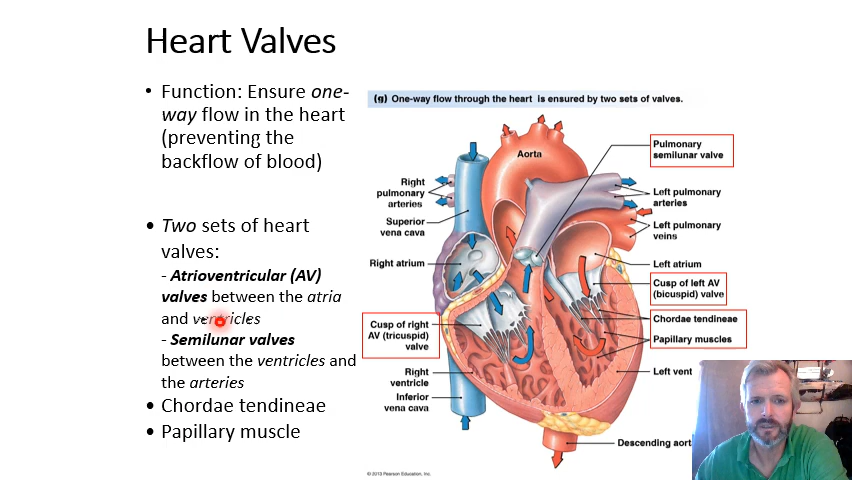 Heart Valves
• Function: Ensure one-
way flow in the heart
(preventing the
backflow of blood)
• Two sets of heart
valves:
- Atrioventricular (AV)
valves between the atria
and ventricles
- Semilunar valves
between the ventricles and
the arteries
• Chordae tendineae
• Papillary muscle
(g) One-way flow through the heart is ensured by two sets of valves.
Aorta
Pulmonary
semilunar valve
Right
pulmonary
arteries
Left pulmonary
arteries
Superior
vena cava
Left pulmonary
veins
Right atrium
Left atrium
Cusp of left AV
(bicuspid) valve
Chordae tendineae
Cusp of right
AV (tricuspid)
valve
Papillary muscles
Right
ventricle
Left vent
Inferior
vena cava
Descending aort
© 2013 Pearson Education, Inc.